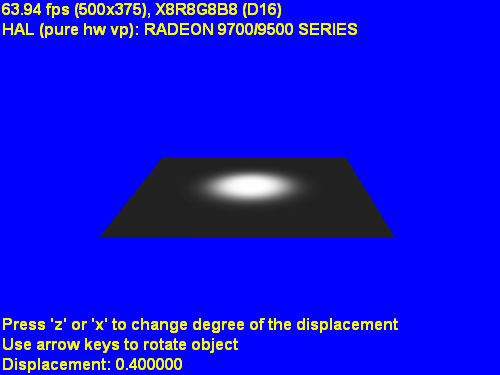 63.94 fps (500x375), X8R8G8B8 (D16)
HAL (pure hw vp): RADEON 9700/9500 SERIES
Press 'z' or 'x' to change degree of the displacement
Use arrow keys to rotate object
Displacement: 0.400000